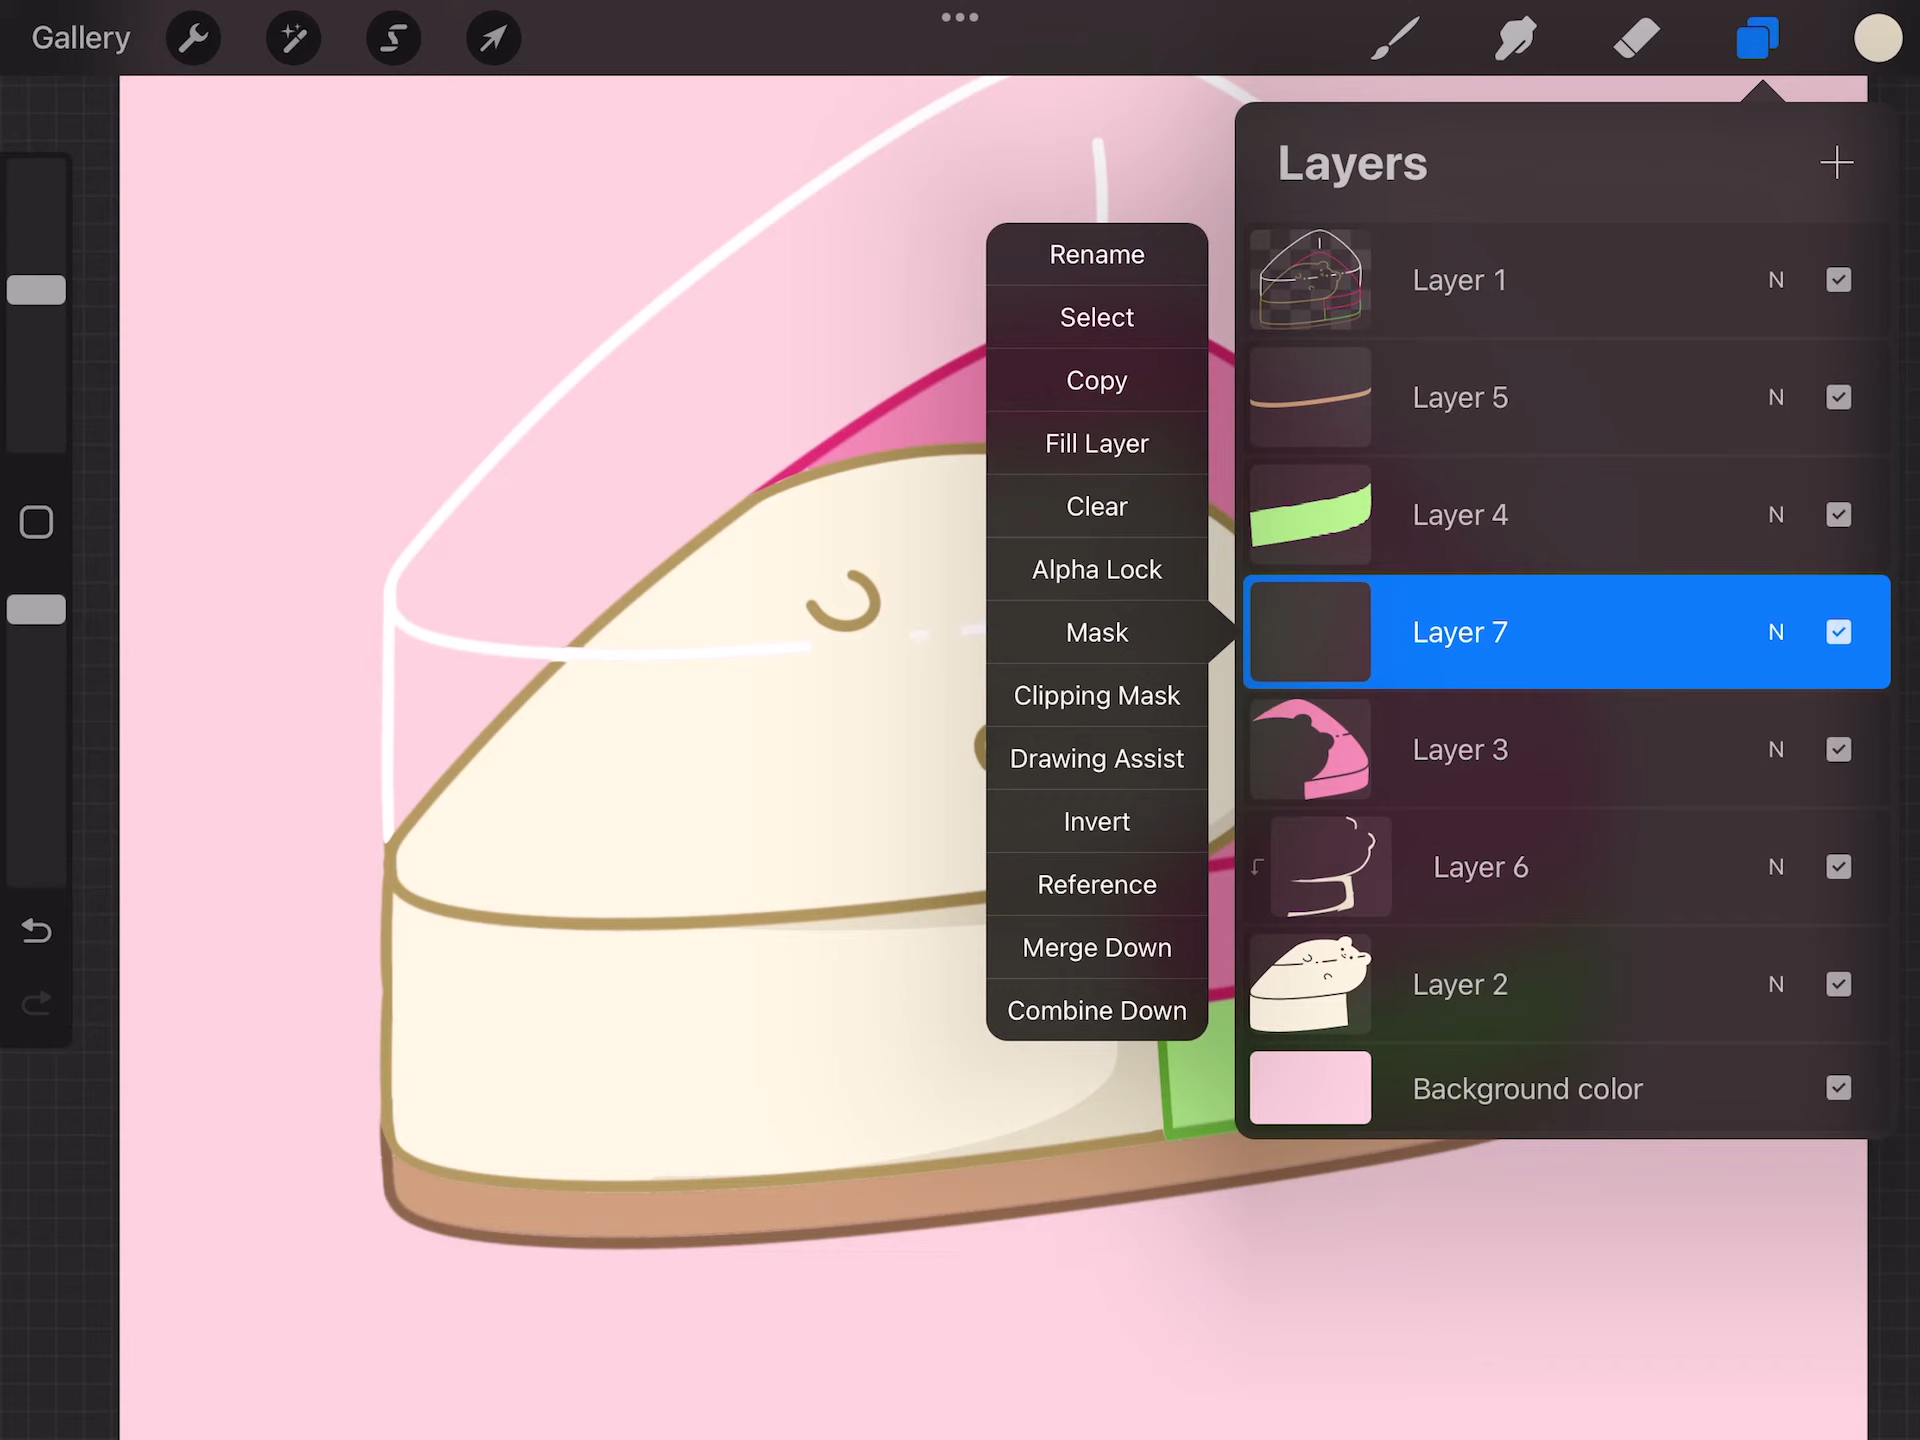 Gallery
Layers
Rename
Select
Copy
Fill Layer
Clear
Alpha Lock
Mask
Clipping Mask
Drawing Assist
Invert
Reference
Merge Down
Combine Down
Layer 1 N
Layer 5 N
Layer 4 N
Layer 7 N
Layer 3 N
Layer 6 N
Layer 2 N
Background color